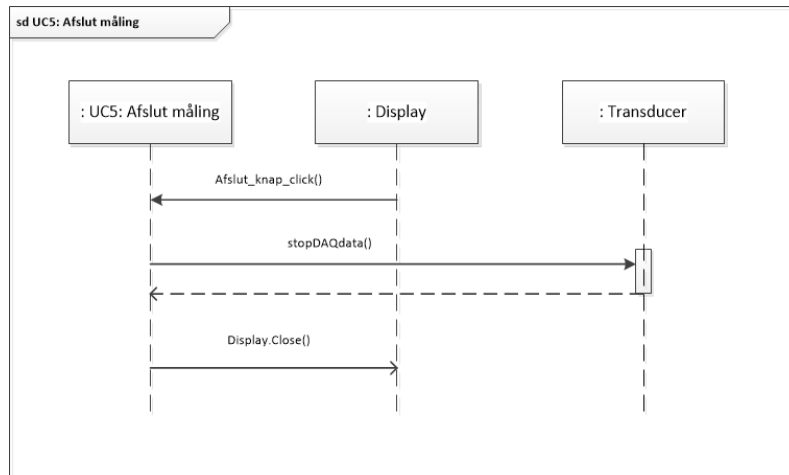 sd UC5: Afslut måling
: UC5: Afslut måling
: Display
: Transducer
Afslut_knap_click()
stopDAQdata()
Display.Close()